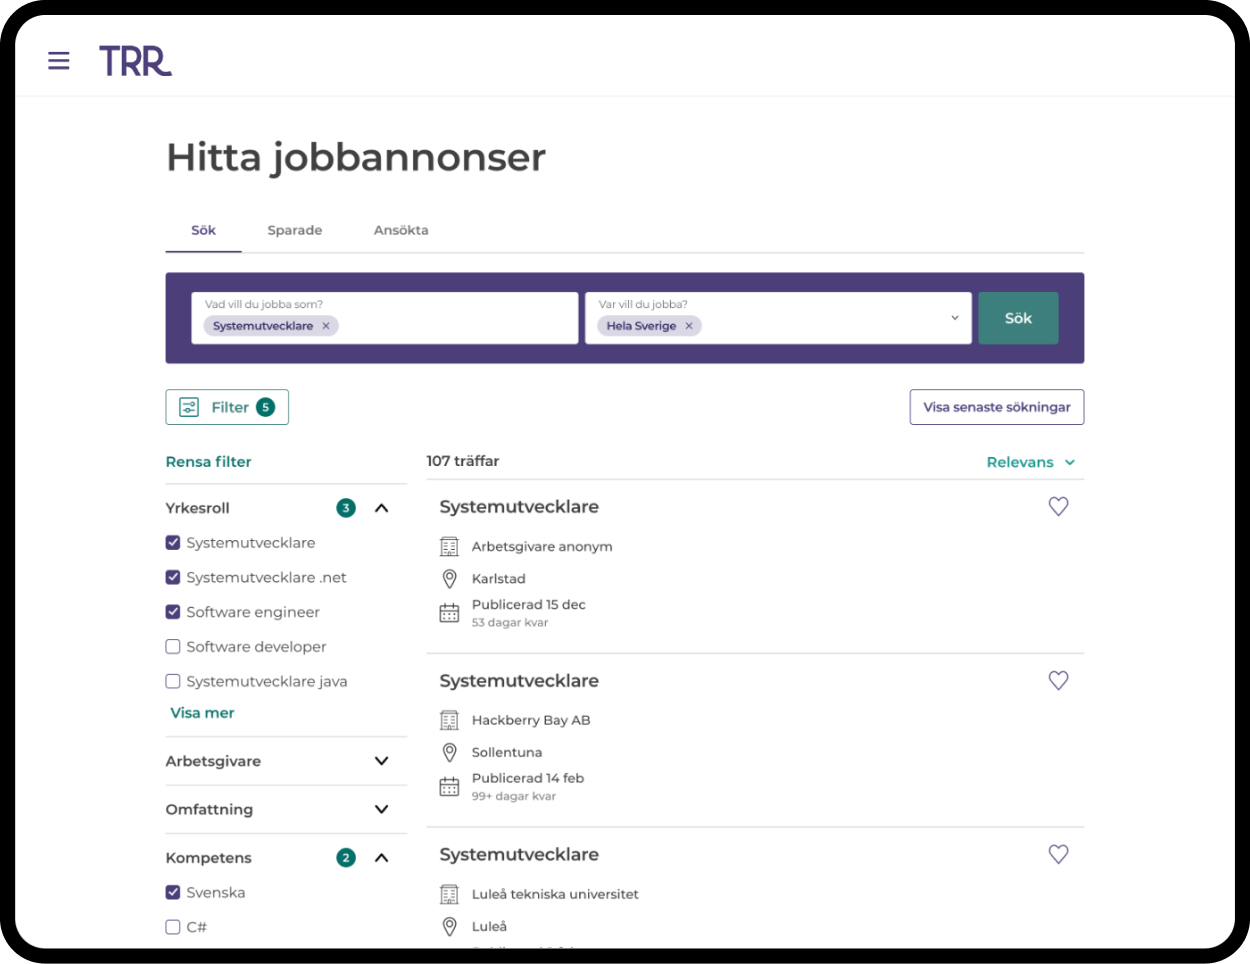 TRR
Hitta jobbannonser
Sök
Sparade
Ansökta
Vad vill du jobba som?
Systemutvecklare
Var vill du jobba?
Hela Sverige
Sök
Filter 5
Visa senaste sökningar
Rensa filter
107 träffar
Relevans
Yrkesroll 3
Systemutvecklare
Systemutvecklare .net
Software engineer
Software developer
Systemutvecklare java
Visa mer
Arbetsgivare
Omfattning
Kompetens 2
Svenska
C#
Systemutvecklare
Arbetsgivare anonym
Karlstad
Publicerad 15 dec
53 dagar kvar
Systemutvecklare
Hackberry Bay AB
Sollentuna
Publicerad 14 feb
99+ dagar kvar
Systemutvecklare
Luleå tekniska universitet
Luleå